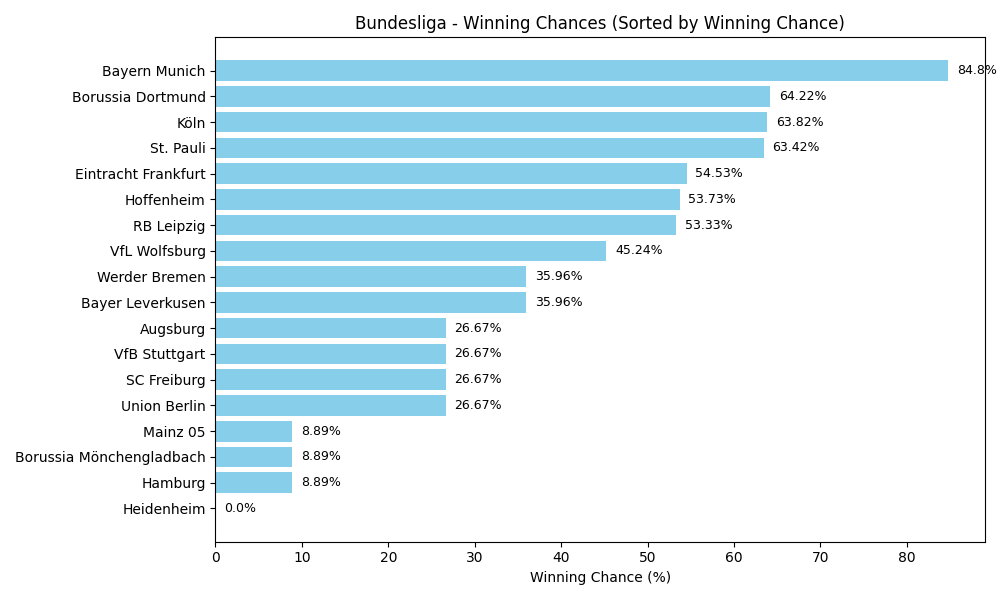 Bundesliga - Winning Chances (Sorted by Winning Chance)
Bayern Munich 84.8%
Borussia Dortmund 64.22%
Köln 63.82%
St. Pauli 63.42%
Eintracht Frankfurt 54.53%
Hoffenheim 53.73%
RB Leipzig 53.33%
VfL Wolfsburg 45.24%
Werder Bremen 35.96%
Bayer Leverkusen 35.96%
Augsburg 26.67%
VfB Stuttgart 26.67%
SC Freiburg 26.67%
Union Berlin 26.67%
Mainz 05 8.89%
Borussia Mönchengladbach 8.89%
Hamburg 8.89%
Heidenheim 0.0%
0 10 20 30 40 50 60 70 80
Winning Chance (%)